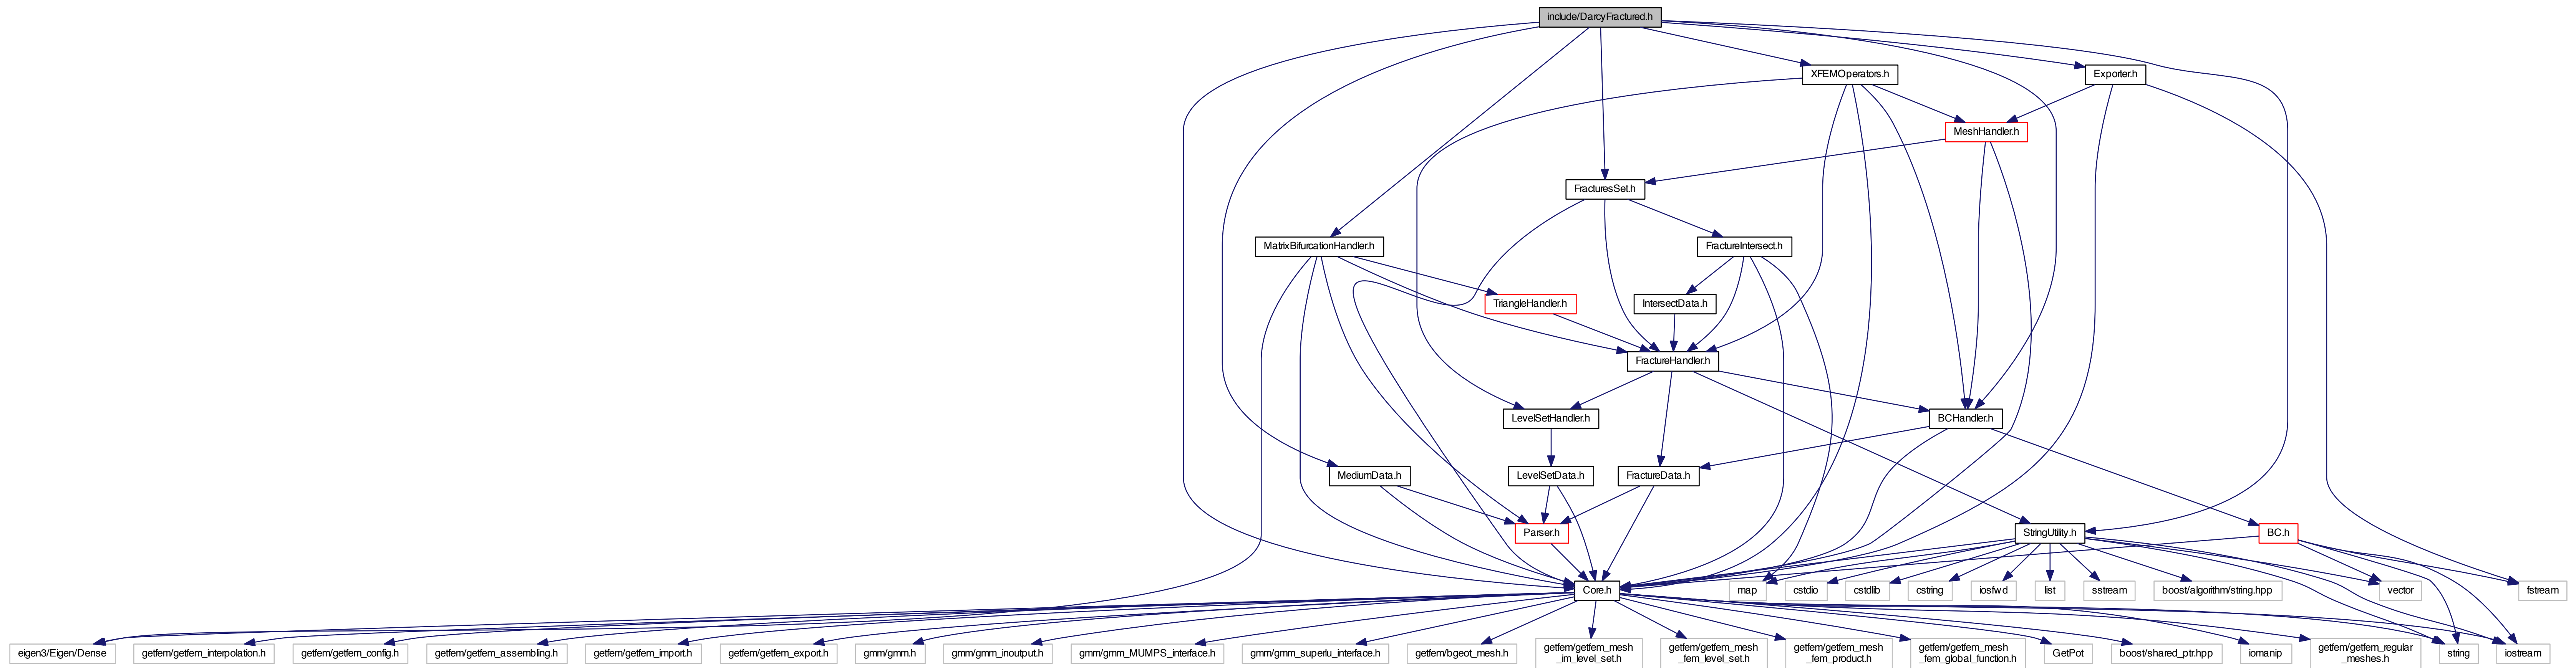 include/DarcyFractured.h
XFEMOperators.h
Exporter.h
MeshHandler.h
FracturesSet.h
MatrixBifurcationHandler.h
FractureIntersect.h
TriangleHandler.h
IntersectData.h
FractureHandler.h
LevelSetHandler.h
BCHandler.h
MediumData.h
LevelSetData.h
FractureData.h
Parser.h
StringUtility.h
BC.h
Core.h
map
cstdio
cstdlib
cstring
iosfwd
list
sstream
boost/algorithm/string.hpp
vector
fstream
eigen3/Eigen/Dense
getfem/getfem_interpolation.h
getfem/getfem_config.h
getfem/getfem_assembling.h
getfem/getfem_import.h
getfem/getfem_export.h
gmm/gmm.h
gmm/gmm_inoutput.h
gmm/gmm_MUMPS_interface.h
gmm/gmm_superlu_interface.h
getfem/bgeot_mesh.h
getfem/getfem_mesh
_im_level_set.h
getfem/getfem_mesh
_fem_level_set.h
getfem/getfem_mesh
_fem_product.h
getfem/getfem_mesh
_fem_global_function.h
GetPot
boost/shared_ptr.hpp
iomanip
getfem/getfem_regular
_meshes.h
string
iostream